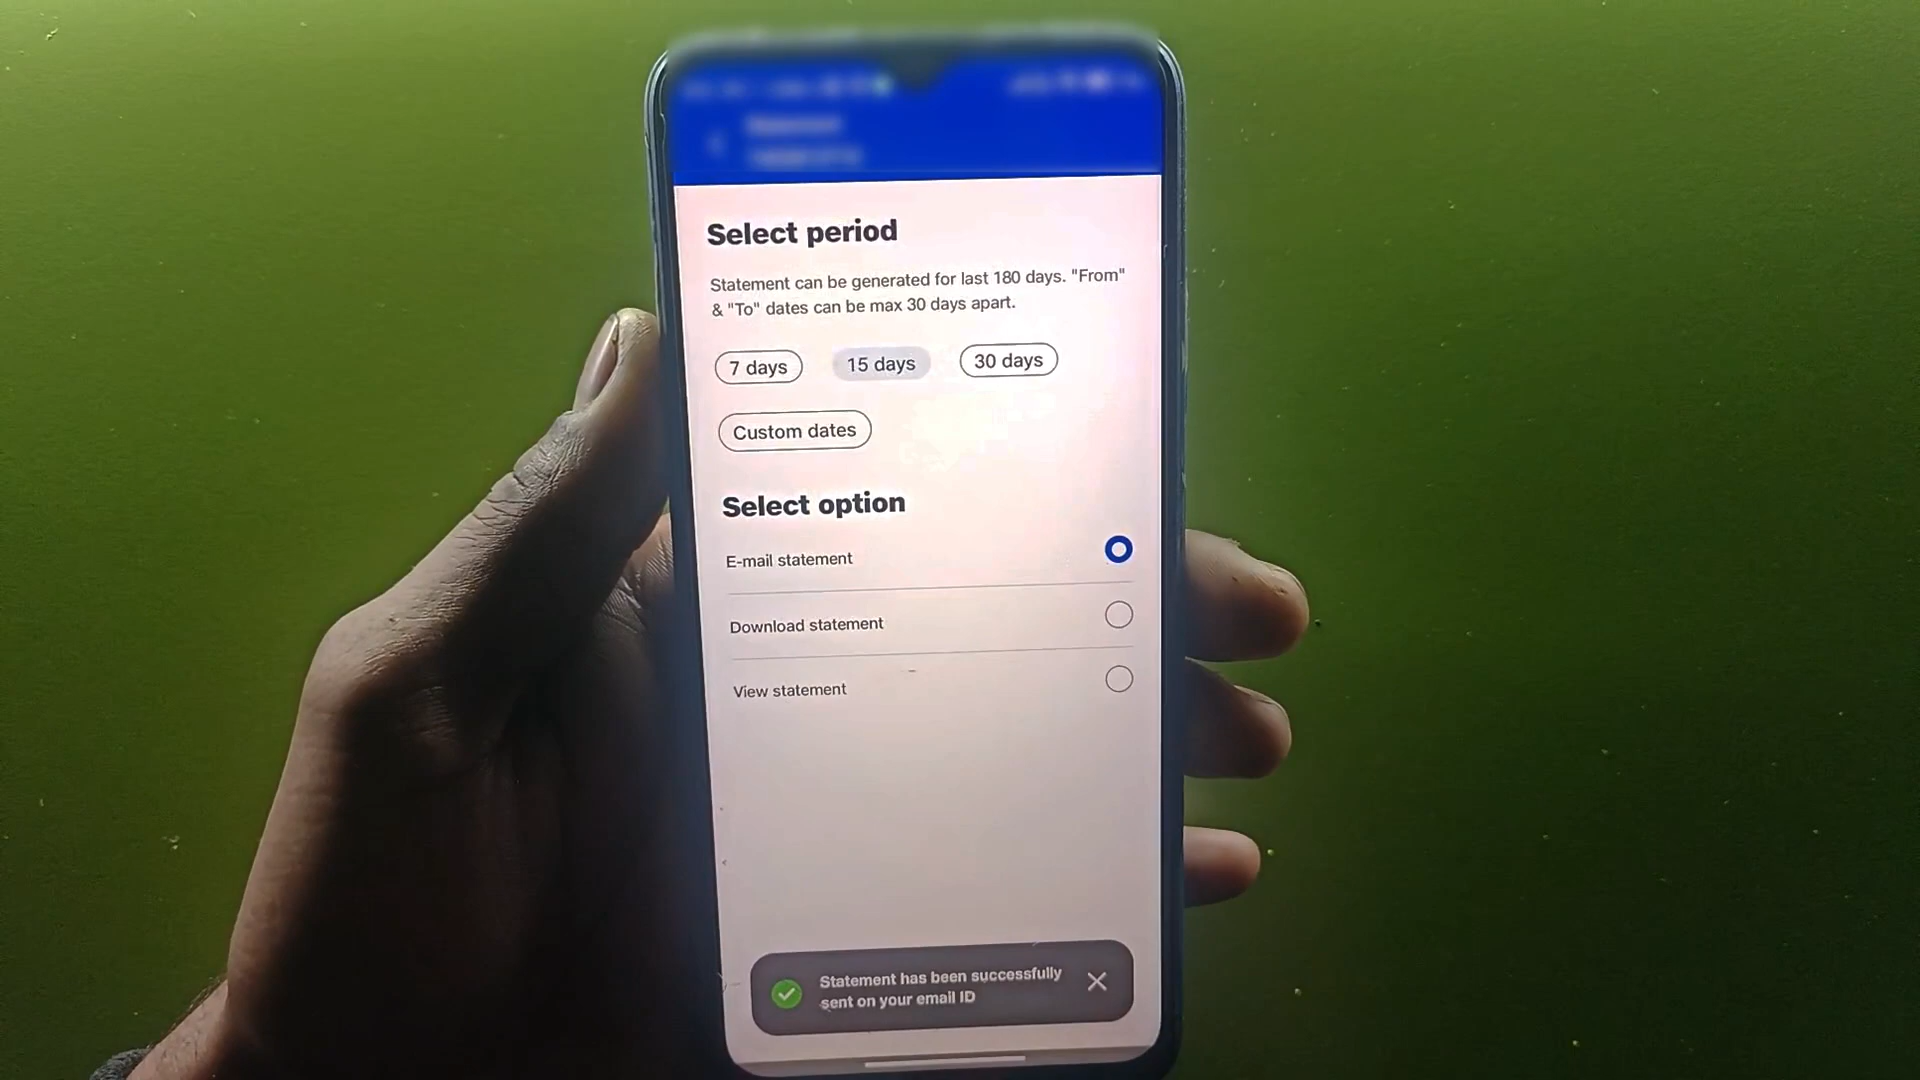 Select period
Statement can be generated for last 180 days. "From"
& "To" dates can be max 30 days apart.
7 days
15 days
30 days
Custom dates
Select option
E-mail statement
Download statement
View statement
Statement has been successfully
sent on your email ID